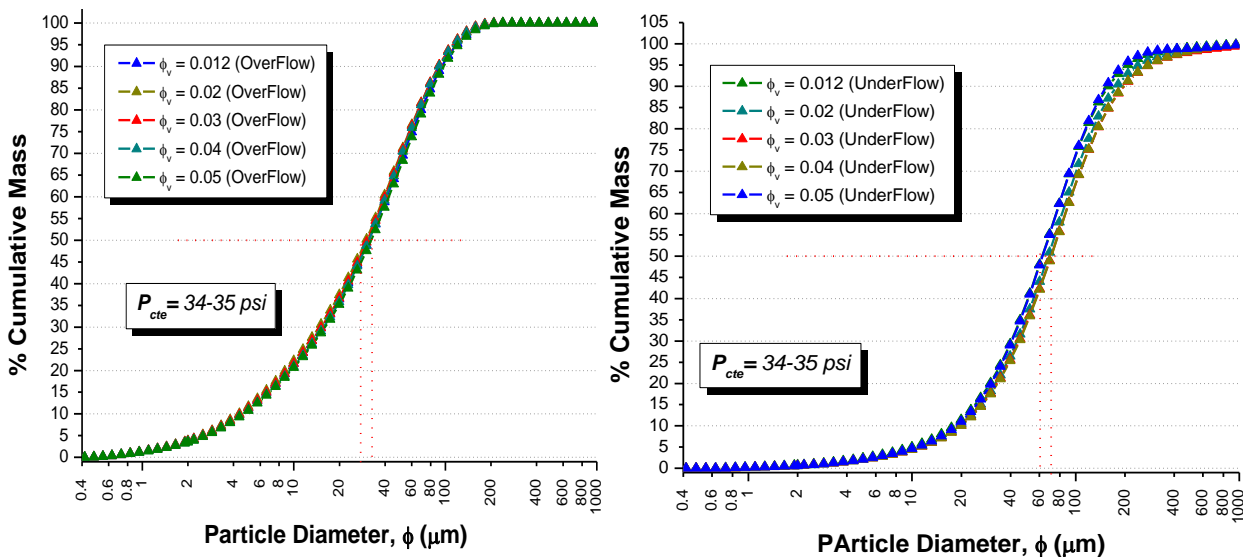 100
95
90
85
80
75
70
65
60
55
50
45
40
35
30
25
20
15
10
5
0
% Cumulative Mass
ϕv = 0.012 (OverFlow)
ϕv = 0.02 (OverFlow)
ϕv = 0.03 (OverFlow)
ϕv = 0.04 (OverFlow)
ϕv = 0.05 (OverFlow)
Pcte= 34-35 psi
0.4 0.6 0.8 1 2 4 6 10 20 40 60 100 200 400 600 1000
Particle Diameter, ϕ (μm)
105
100
95
90
85
80
75
70
65
60
55
50
45
40
35
30
25
20
15
10
5
0
% Cumulative Mass
ϕv = 0.012 (UnderFlow)
ϕv = 0.02 (UnderFlow)
ϕv = 0.03 (UnderFlow)
ϕv = 0.04 (UnderFlow)
ϕv = 0.05 (UnderFlow)
Pcte= 34-35 psi
0.4 0.6 0.8 1 2 4 6 10 20 40 60 80 100 200 400 600 1000
PArticle Diameter, ϕ (μm)